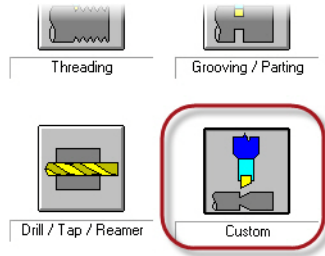 Threading
Grooving / Parting
Drill / Tap / Reamer
Custom